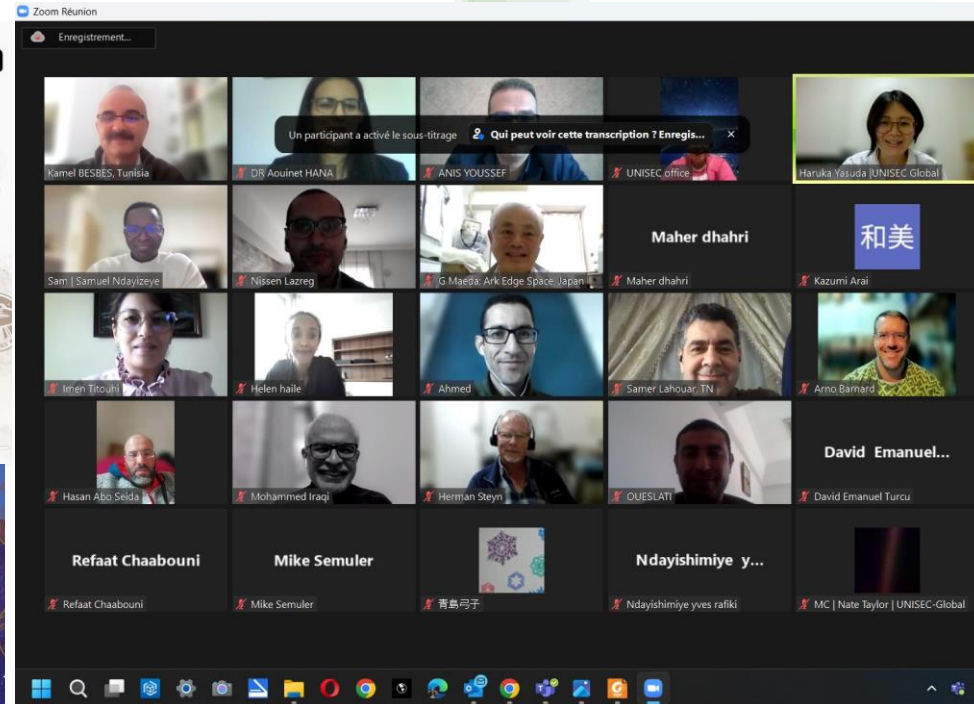 Zoom Réunion
Enregistrement...
Un participant a activé le sous-titrage Qui peut voir cette transcription ? Enregis...
Kamel BESBES, Tunisia
DR Aouinet HANA
ANIS YOUSSEF
UNISEC office
Haruka Yasuda |UNISEC Global
Maher dhahri
和美
Sam | Samuel Ndayizeye
Nissen Lazreg
G Maeda: Ark Edge Space, Japan
Maher dhahri
Kazumi Arai
Imen Titouhi
Helen haile
Ahmed
Samer Lahouar, TN
Arno Barnard
David Emanuel...
Hasan Abo Seida
Mohammed Iraqi
Herman Steyn
OUESLATI
David Emanuel Turcu
Refaat Chaabouni
Mike Semuler
Ndayishimiye y...
Refaat Chaabouni
Mike Semuler
青島弓子
Ndayishimiye yves rafiki
MC | Nate Taylor | UNISEC-Global